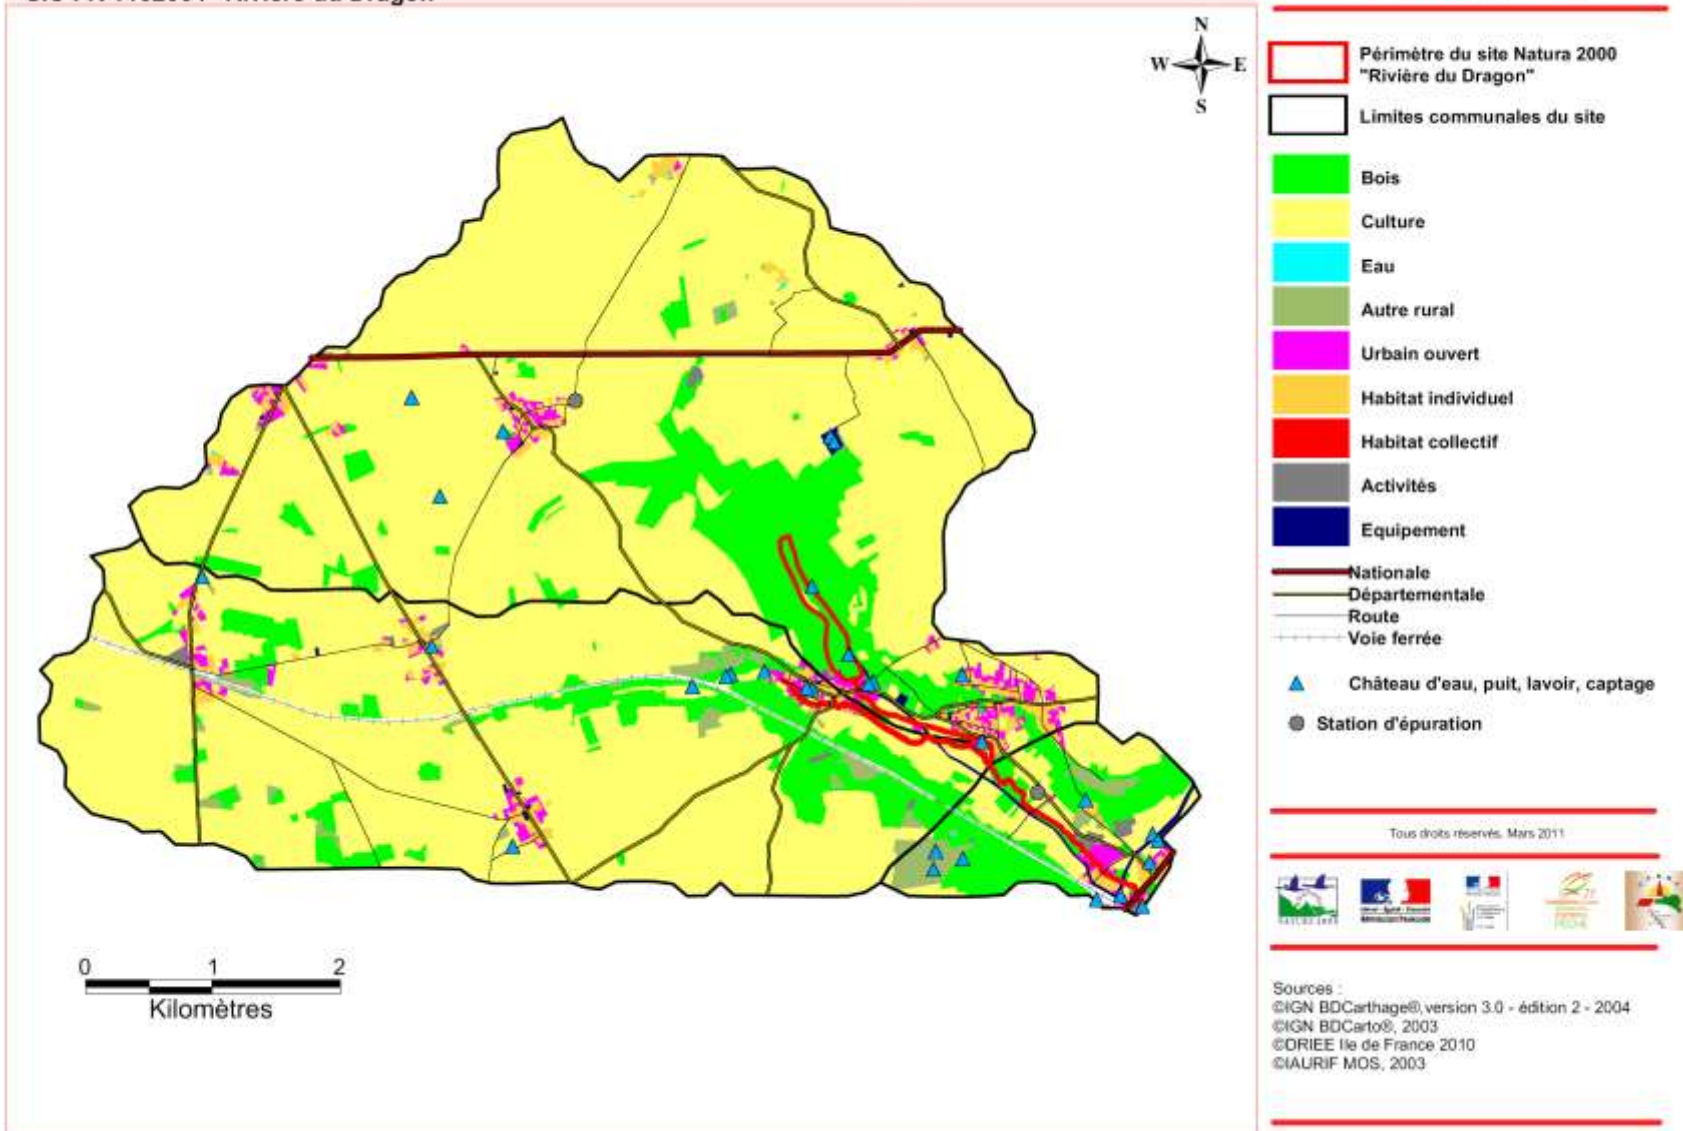 "Rivière du Dragon"
N
W E
S
Périmètre du site Natura 2000
"Rivière du Dragon"
Limites communales du site
Bois
Culture
Eau
Autre rural
Urbain ouvert
Habitat individuel
Habitat collectif
Activités
Equipement
Nationale
Départementale
Route
Voie ferrée
Château d'eau, puit, lavoir, captage
Station d'épuration
Tous droits réservés, Mars 2011
0 1 2
Kilomètres
Sources :
©IGN BDCarthage®,version 3.0 - édition 2 - 2004
©IGN BDCarto®, 2003
©DRIEE Ile de France 2010
©IAURIF MOS, 2003